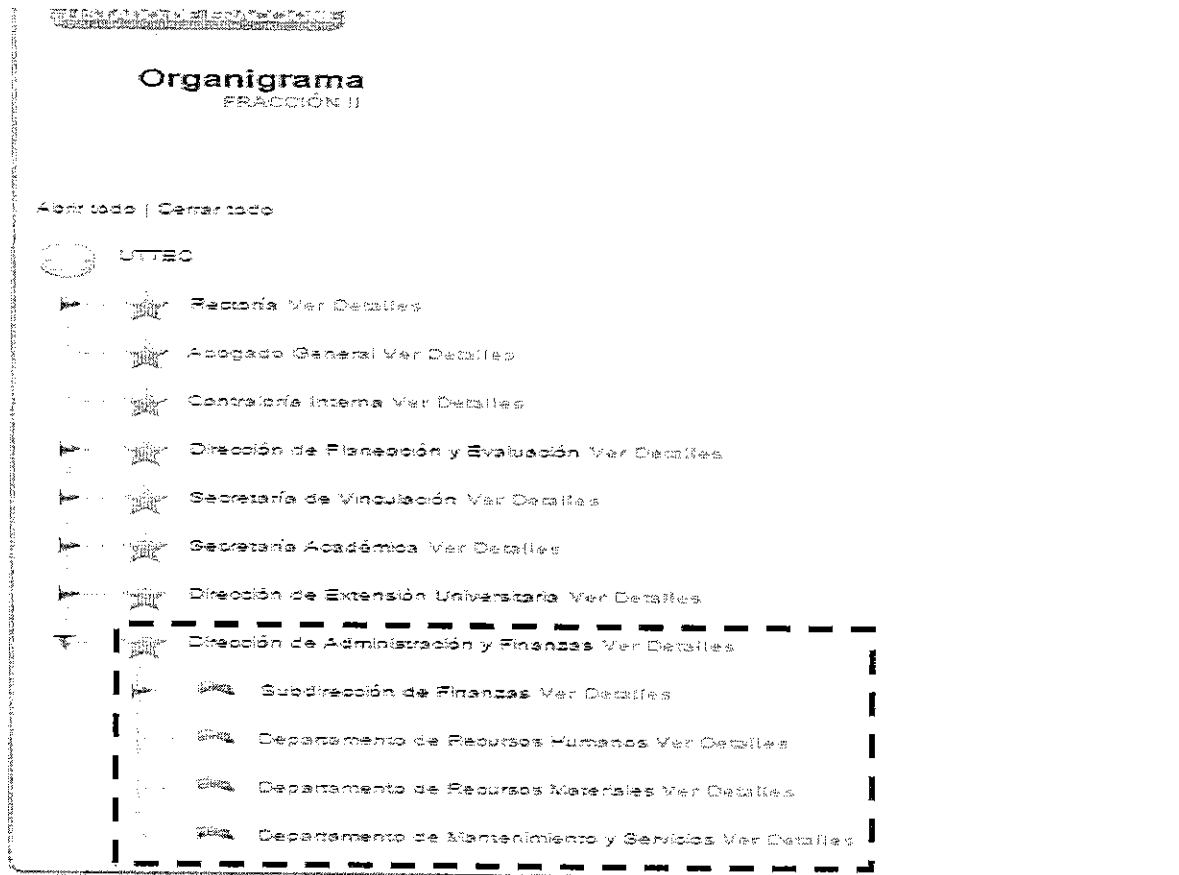 Organigrama
FRACCIÓN II
Abrir todo | Cerrar todo
UTTEC
Rectoría Ver Detalles
Abogado General Ver Detalles
Contraloría Interna Ver Detalles
Dirección de Planeación y Evaluación Ver Detalles
Secretaría de Vinculación Ver Detalles
Secretaría Académica Ver Detalles
Dirección de Extensión Universitaria Ver Detalles
Dirección de Administración y Finanzas Ver Detalles
Subdirección de Finanzas Ver Detalles
Departamento de Recursos Humanos Ver Detalles
Departamento de Recursos Materiales Ver Detalles
Departamento de Mantenimiento y Servicios Ver Detalles